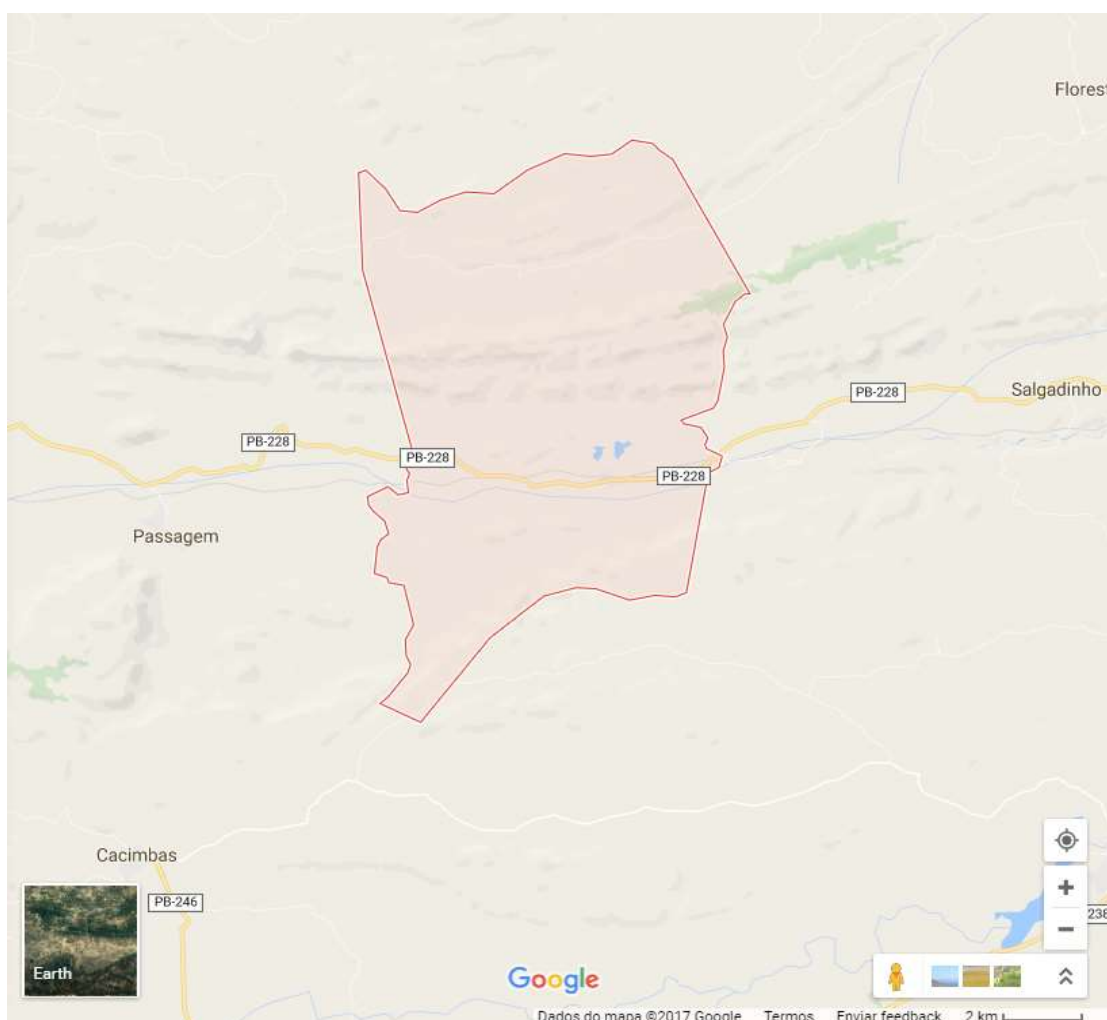 Florest
Salgadinho
PB-228
PB-228
PB-228
PB-228
Passagem
Cacimbas
PB-246
238
Earth
Google
Dados do mapa ©2017 Google Termos Enviar feedback 2 km